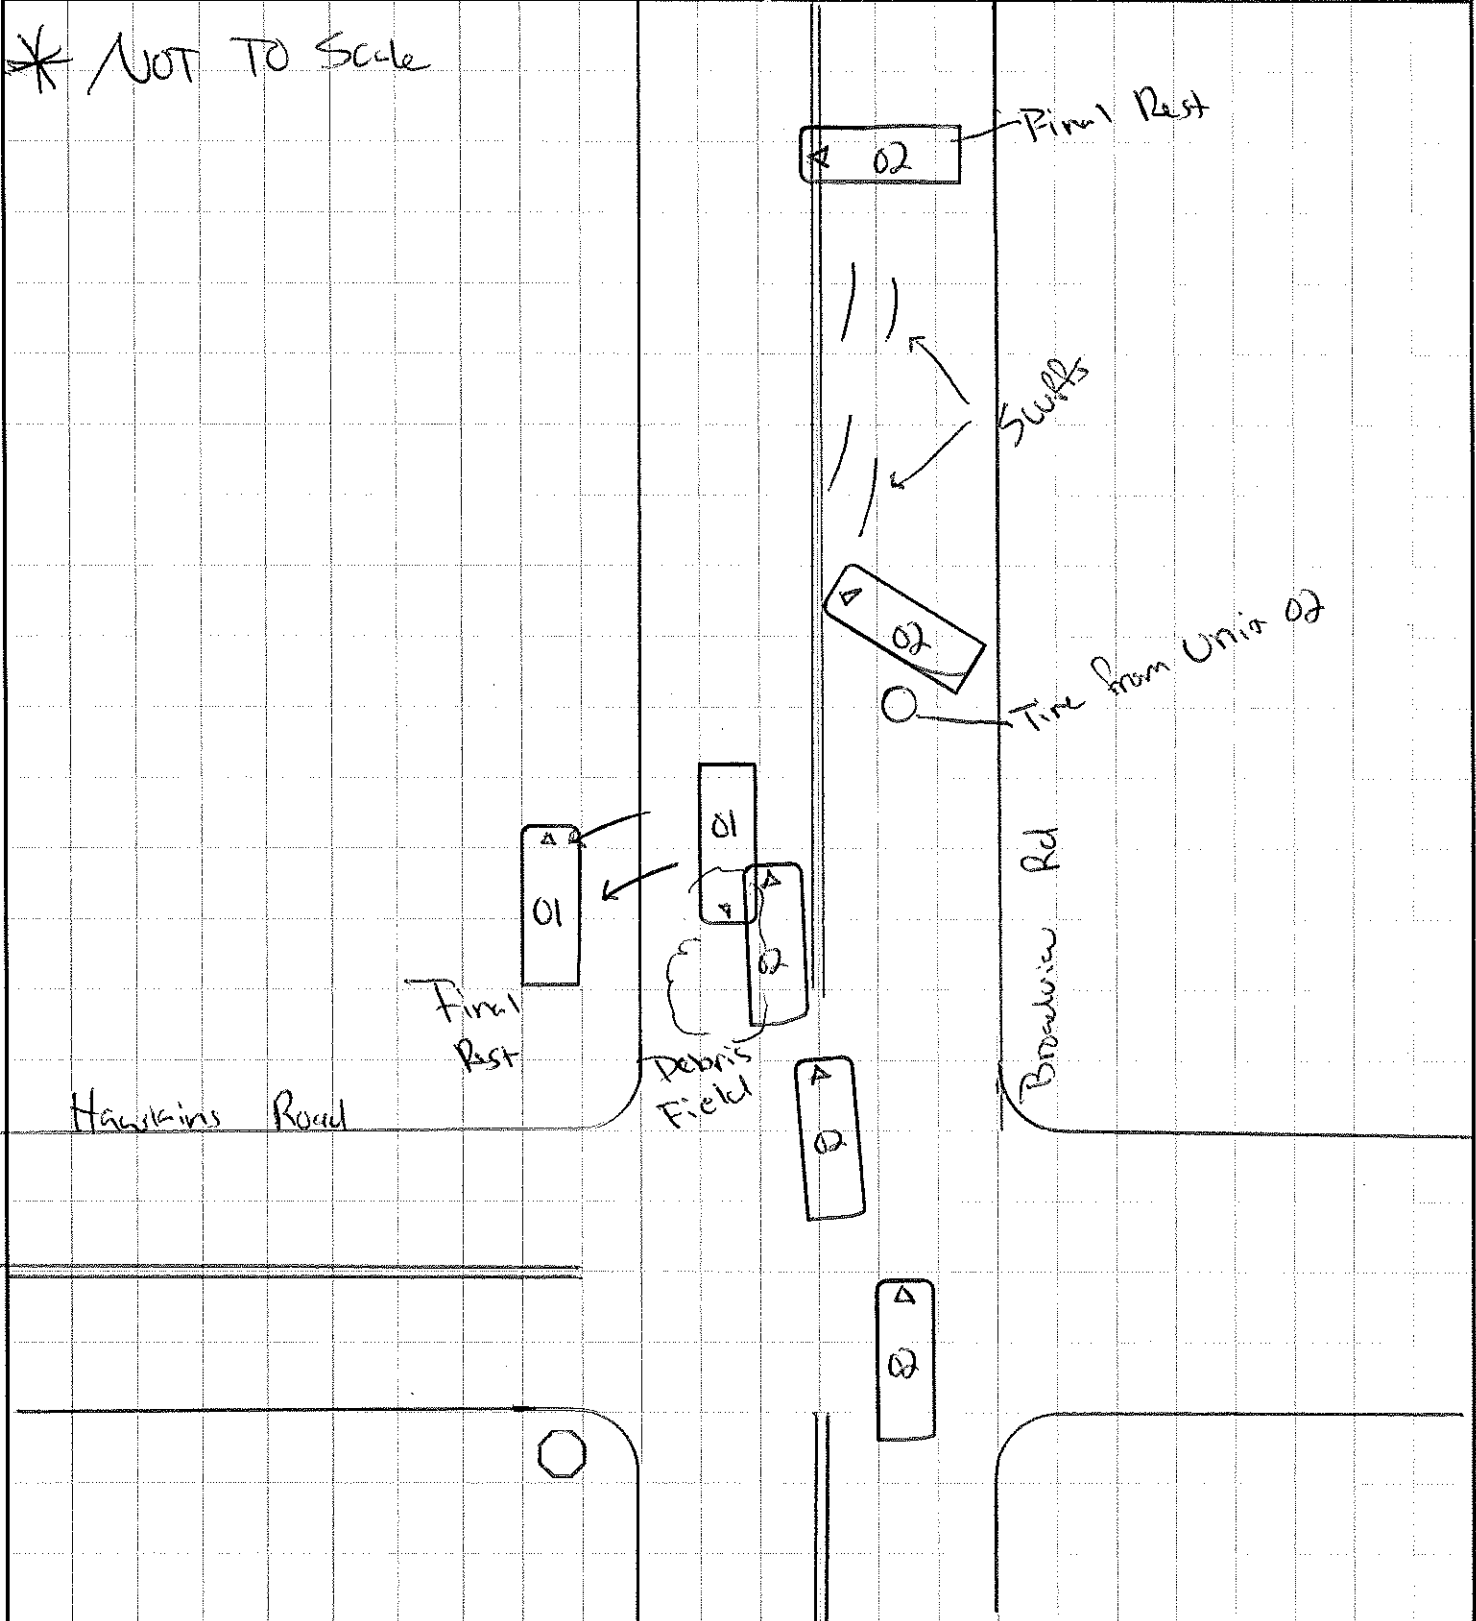 * NOT TO Scale
Final Rest
02
Scuffs
02
Tire from Unit 02
01
01
02
Final
Rest
Debris
Field
Broadview Rd
Hawkins Road
02
02